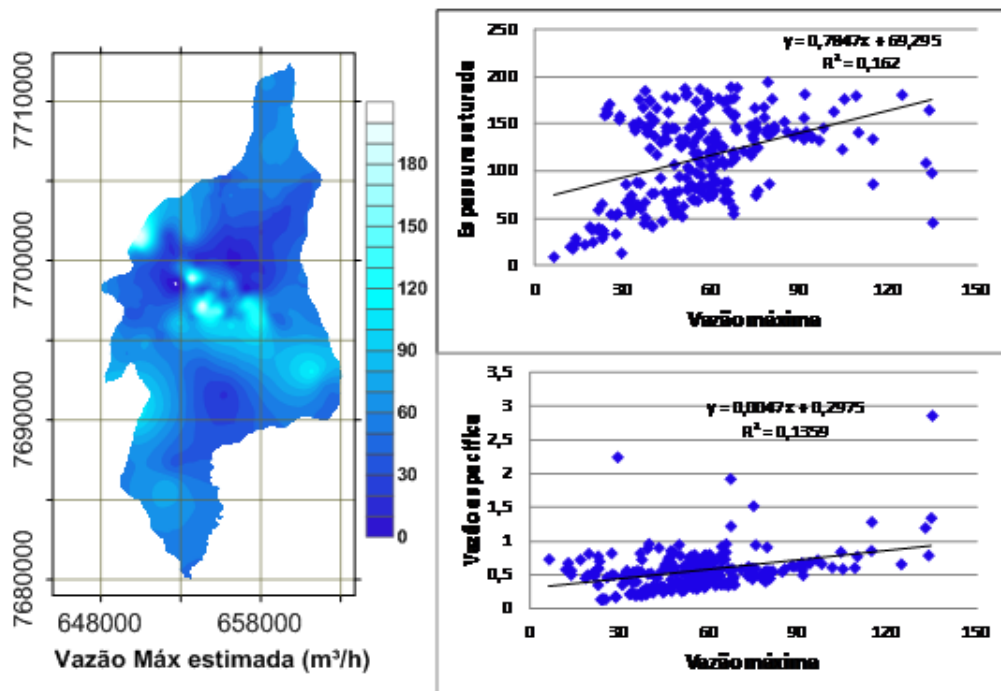 7710000
7700000
7690000
7680000
648000
658000
180
150
120
90
60
30
0
Vazão Máx estimada (m³/h)
250
200
150
100
50
0
Espessura saturada
y = 0,7847x + 69,295
R² = 0,162
0 30 60 90 120 150
Vazão máxima
3,5
3
2,5
2
1,5
1
0,5
0
Vazão específica
y = 0,0047x + 0,2975
R² = 0,1359
0 30 60 90 120 150
Vazão máxima